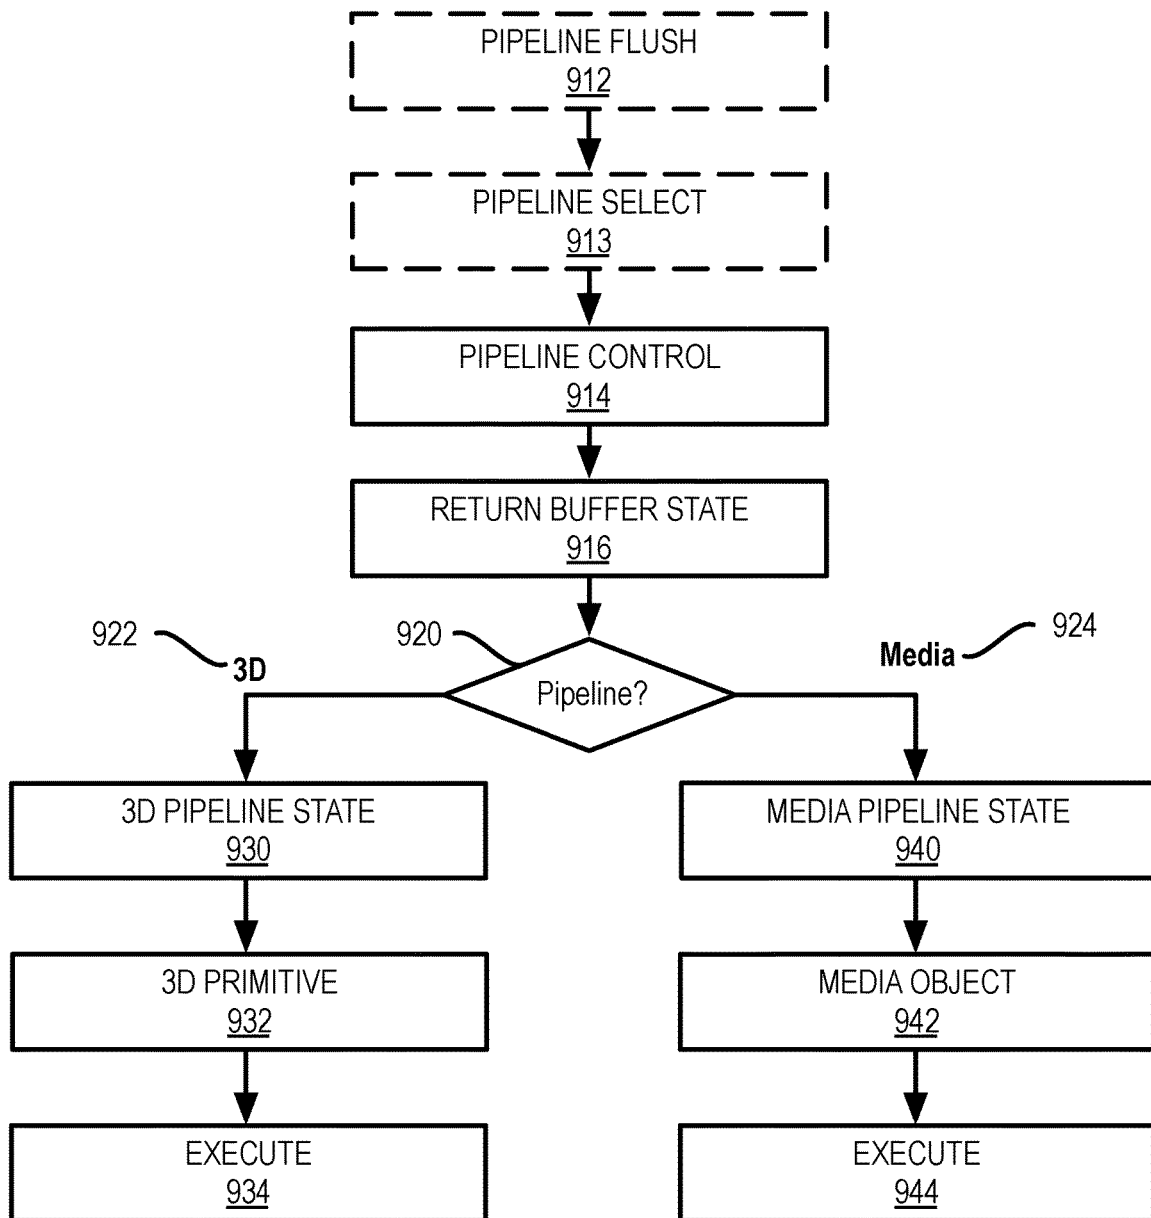 PIPELINE FLUSH
912
PIPELINE SELECT
913
PIPELINE CONTROL
914
RETURN BUFFER STATE
916
922
3D
920
Pipeline?
Media
924
3D PIPELINE STATE
930
MEDIA PIPELINE STATE
940
3D PRIMITIVE
932
MEDIA OBJECT
942
EXECUTE
934
EXECUTE
944